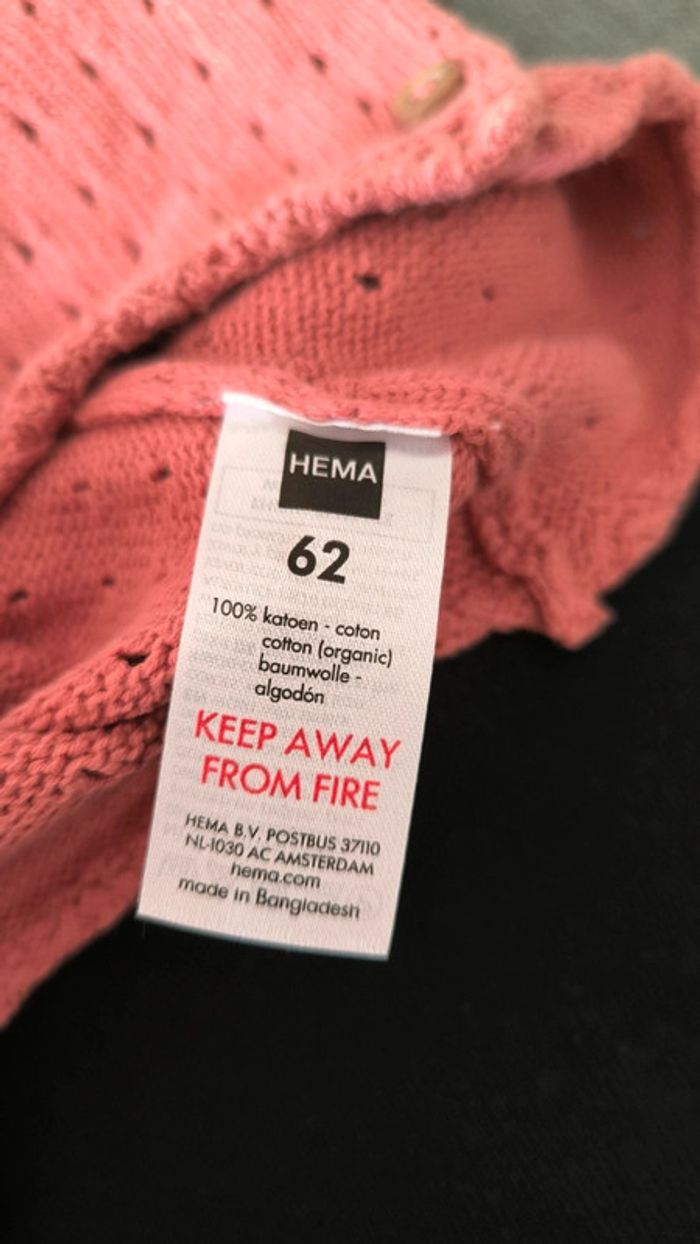 HEMA
62
100% katoen - coton
cotton (organic)
baumwolle -
algodón
KEEP AWAY
FROM FIRE
HEMA B.V. POSTBUS 37110
NL-1030 AC AMSTERDAM
hema.com
made in Bangladesh